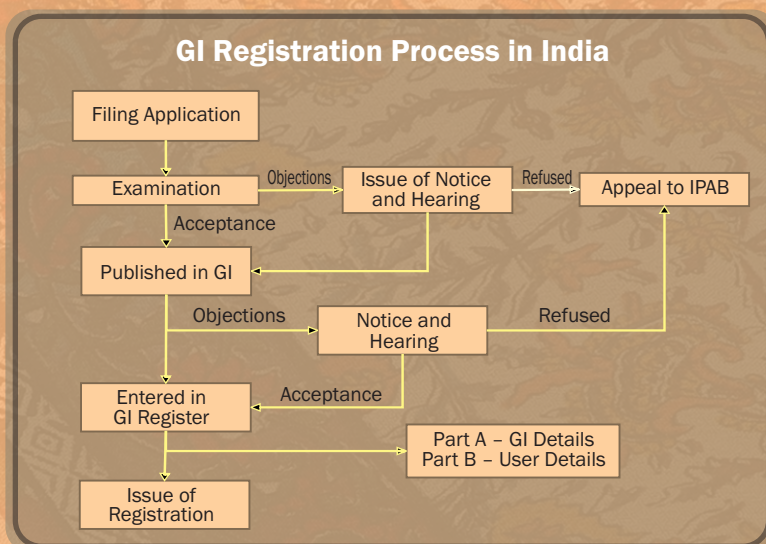 GI Registration Process in India
Filing Application
Examination
Objections
Issue of Notice
and Hearing
Refused
Appeal to IPAB
Acceptance
Published in GI
Objections
Notice and
Hearing
Refused
Entered in
GI Register
Acceptance
Part A – GI Details
Part B – User Details
Issue of
Registration